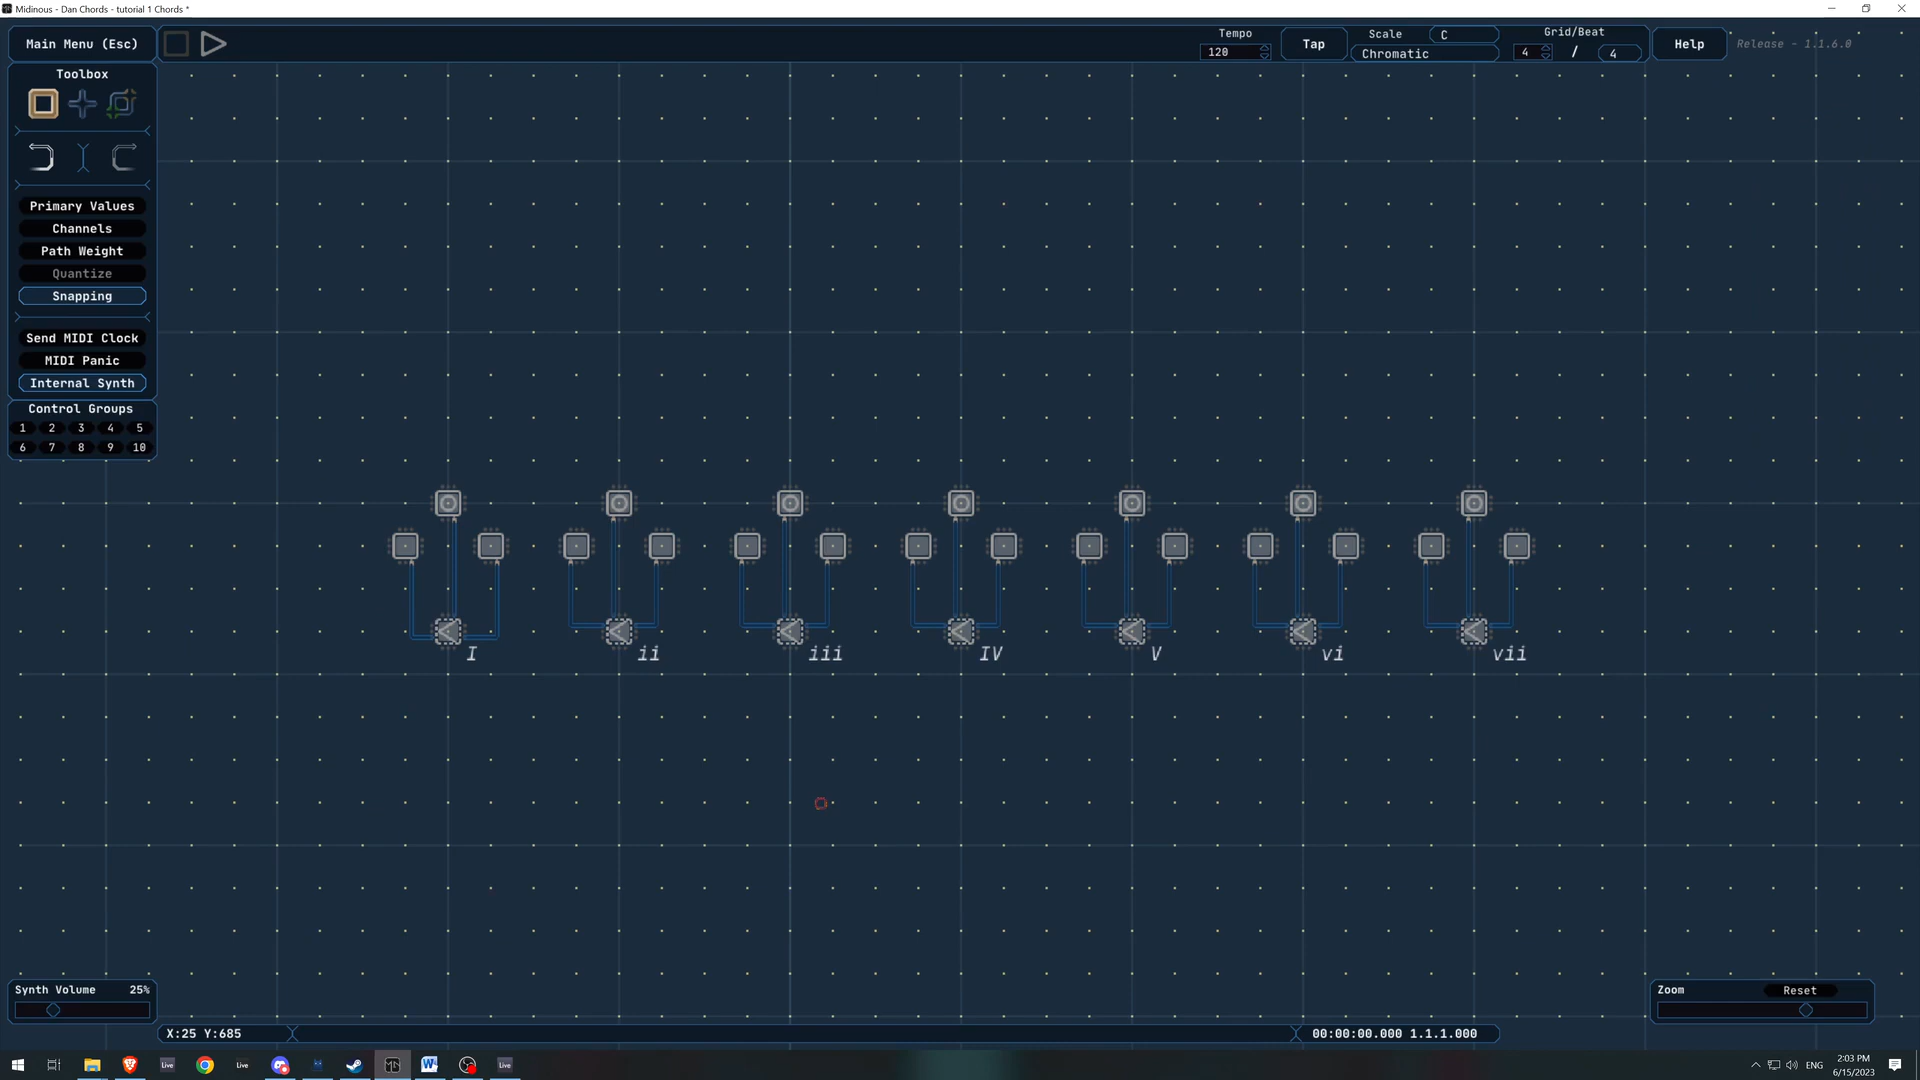 Midinous - Dan Chords - tutorial 1 Chords *
Main Menu (Esc)
Tempo
120
Tap
Scale
C
Chromatic
Grid/Beat
4 / 4
Help
Release - 1.1.6.0
Toolbox
Primary Values
Channels
Path Weight
Quantize
Snapping
Send MIDI Clock
MIDI Panic
Internal Synth
Control Groups
1 2 3 4 5
6 7 8 9 10
I ii iii IV V vi vii
Synth Volume 25%
Zoom Reset
X:25 Y:685
00:00:00.000 1.1.1.000
Live Live Live
ENG
2:03 PM
6/15/2023